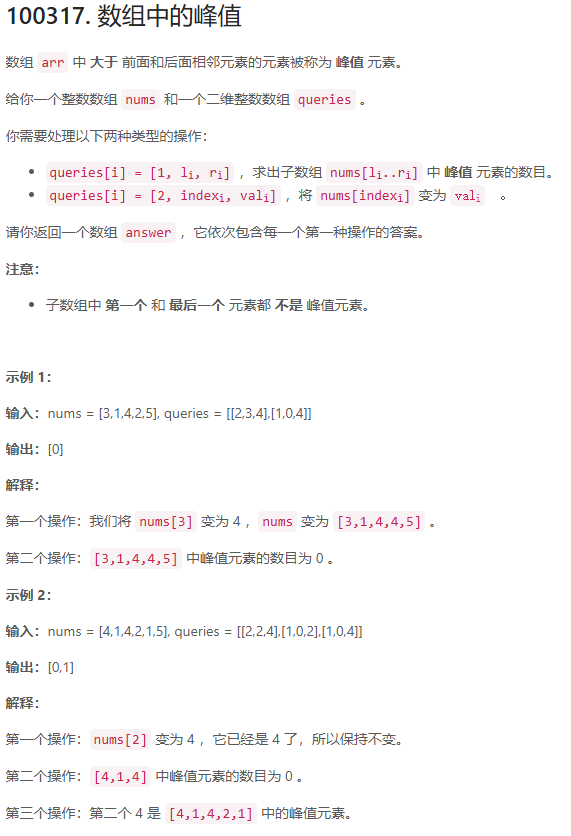 100317. 数组中的峰值
数组 arr 中 大于 前面和后面相邻元素的元素被称为 峰值 元素。
给你一个整数数组 nums 和一个二维整数数组 queries 。
你需要处理以下两种类型的操作：
• queries[i] = [1, li, ri] ，求出子数组 nums[li..ri] 中 峰值 元素的数目。
• queries[i] = [2, indexi, vali] ，将 nums[indexi] 变为 vali 。
请你返回一个数组 answer ，它依次包含每一个第一种操作的答案。
注意：
• 子数组中 第一个 和 最后一个 元素都 不是 峰值元素。
示例 1：
输入：nums = [3,1,4,2,5], queries = [[2,3,4],[1,0,4]]
输出：[0]
解释：
第一个操作：我们将 nums[3] 变为 4 ，nums 变为 [3,1,4,4,5] 。
第二个操作：[3,1,4,4,5] 中峰值元素的数目为 0 。
示例 2：
输入：nums = [4,1,4,2,1,5], queries = [[2,2,4],[1,0,2],[1,0,4]]
输出：[0,1]
解释：
第一个操作：nums[2] 变为 4 ，它已经是 4 了，所以保持不变。
第二个操作：[4,1,4] 中峰值元素的数目为 0 。
第三个操作：第二个 4 是 [4,1,4,2,1] 中的峰值元素。